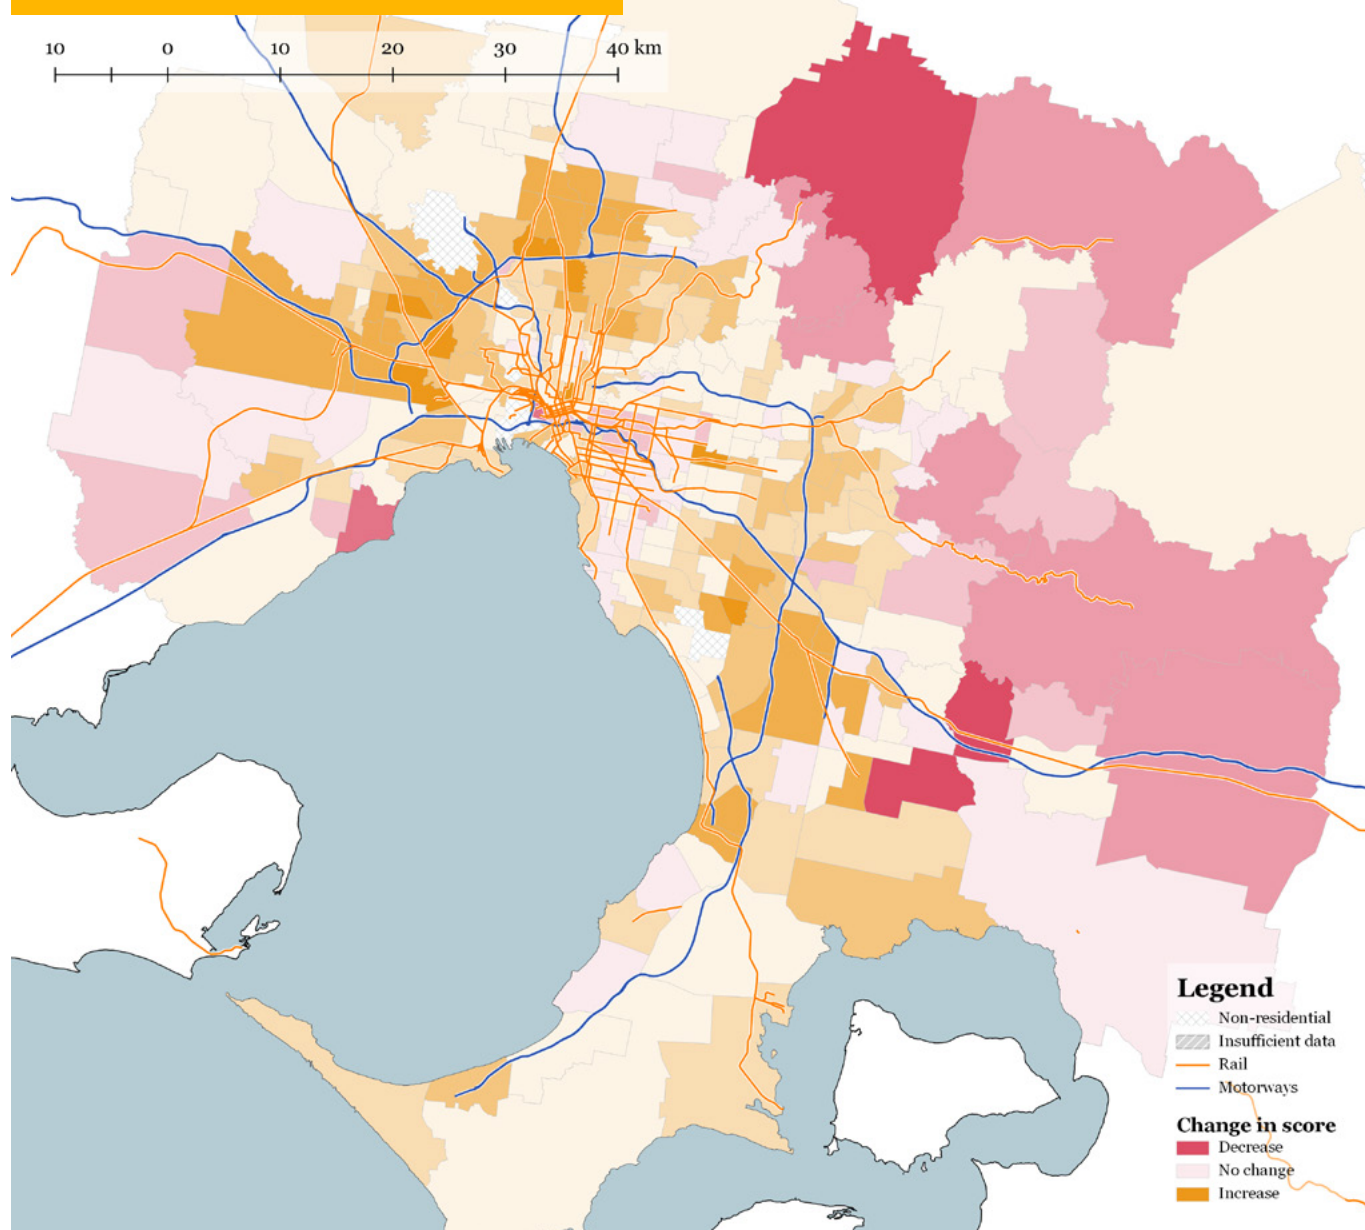 10 0 10 20 30 40 km
Legend
Non-residential
Insufficient data
Rail
Motorways
Change in score
Decrease
No change
Increase